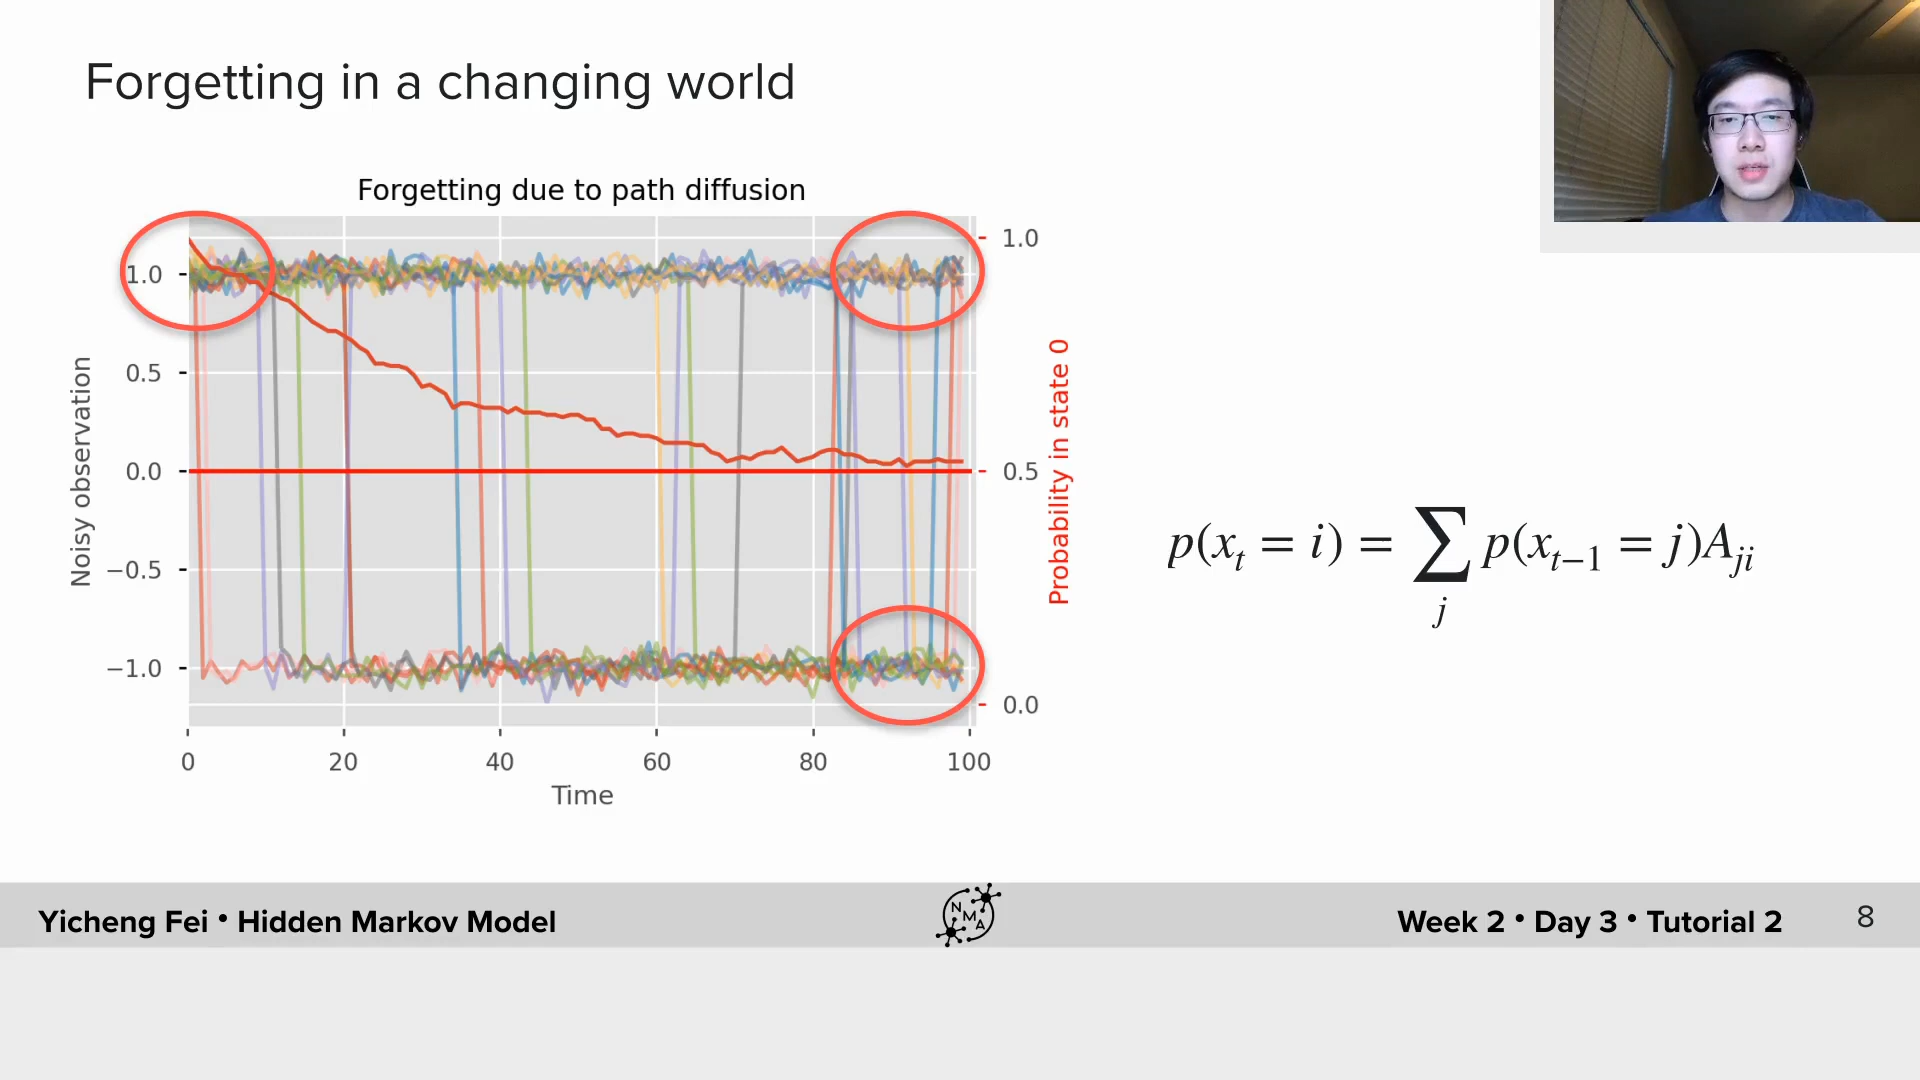 Forgetting in a changing world
Forgetting due to path diffusion
Noisy observation
1.0
0.5
0.0
−0.5
−1.0
1.0
0.5
0.0
Probability in state 0
0 20 40 60 80 100
Time
p(x_t = i) = ∑_j p(x_{t−1} = j)A_{ji}
Yicheng Fei • Hidden Markov Model
N M A
Week 2 • Day 3 • Tutorial 2
8